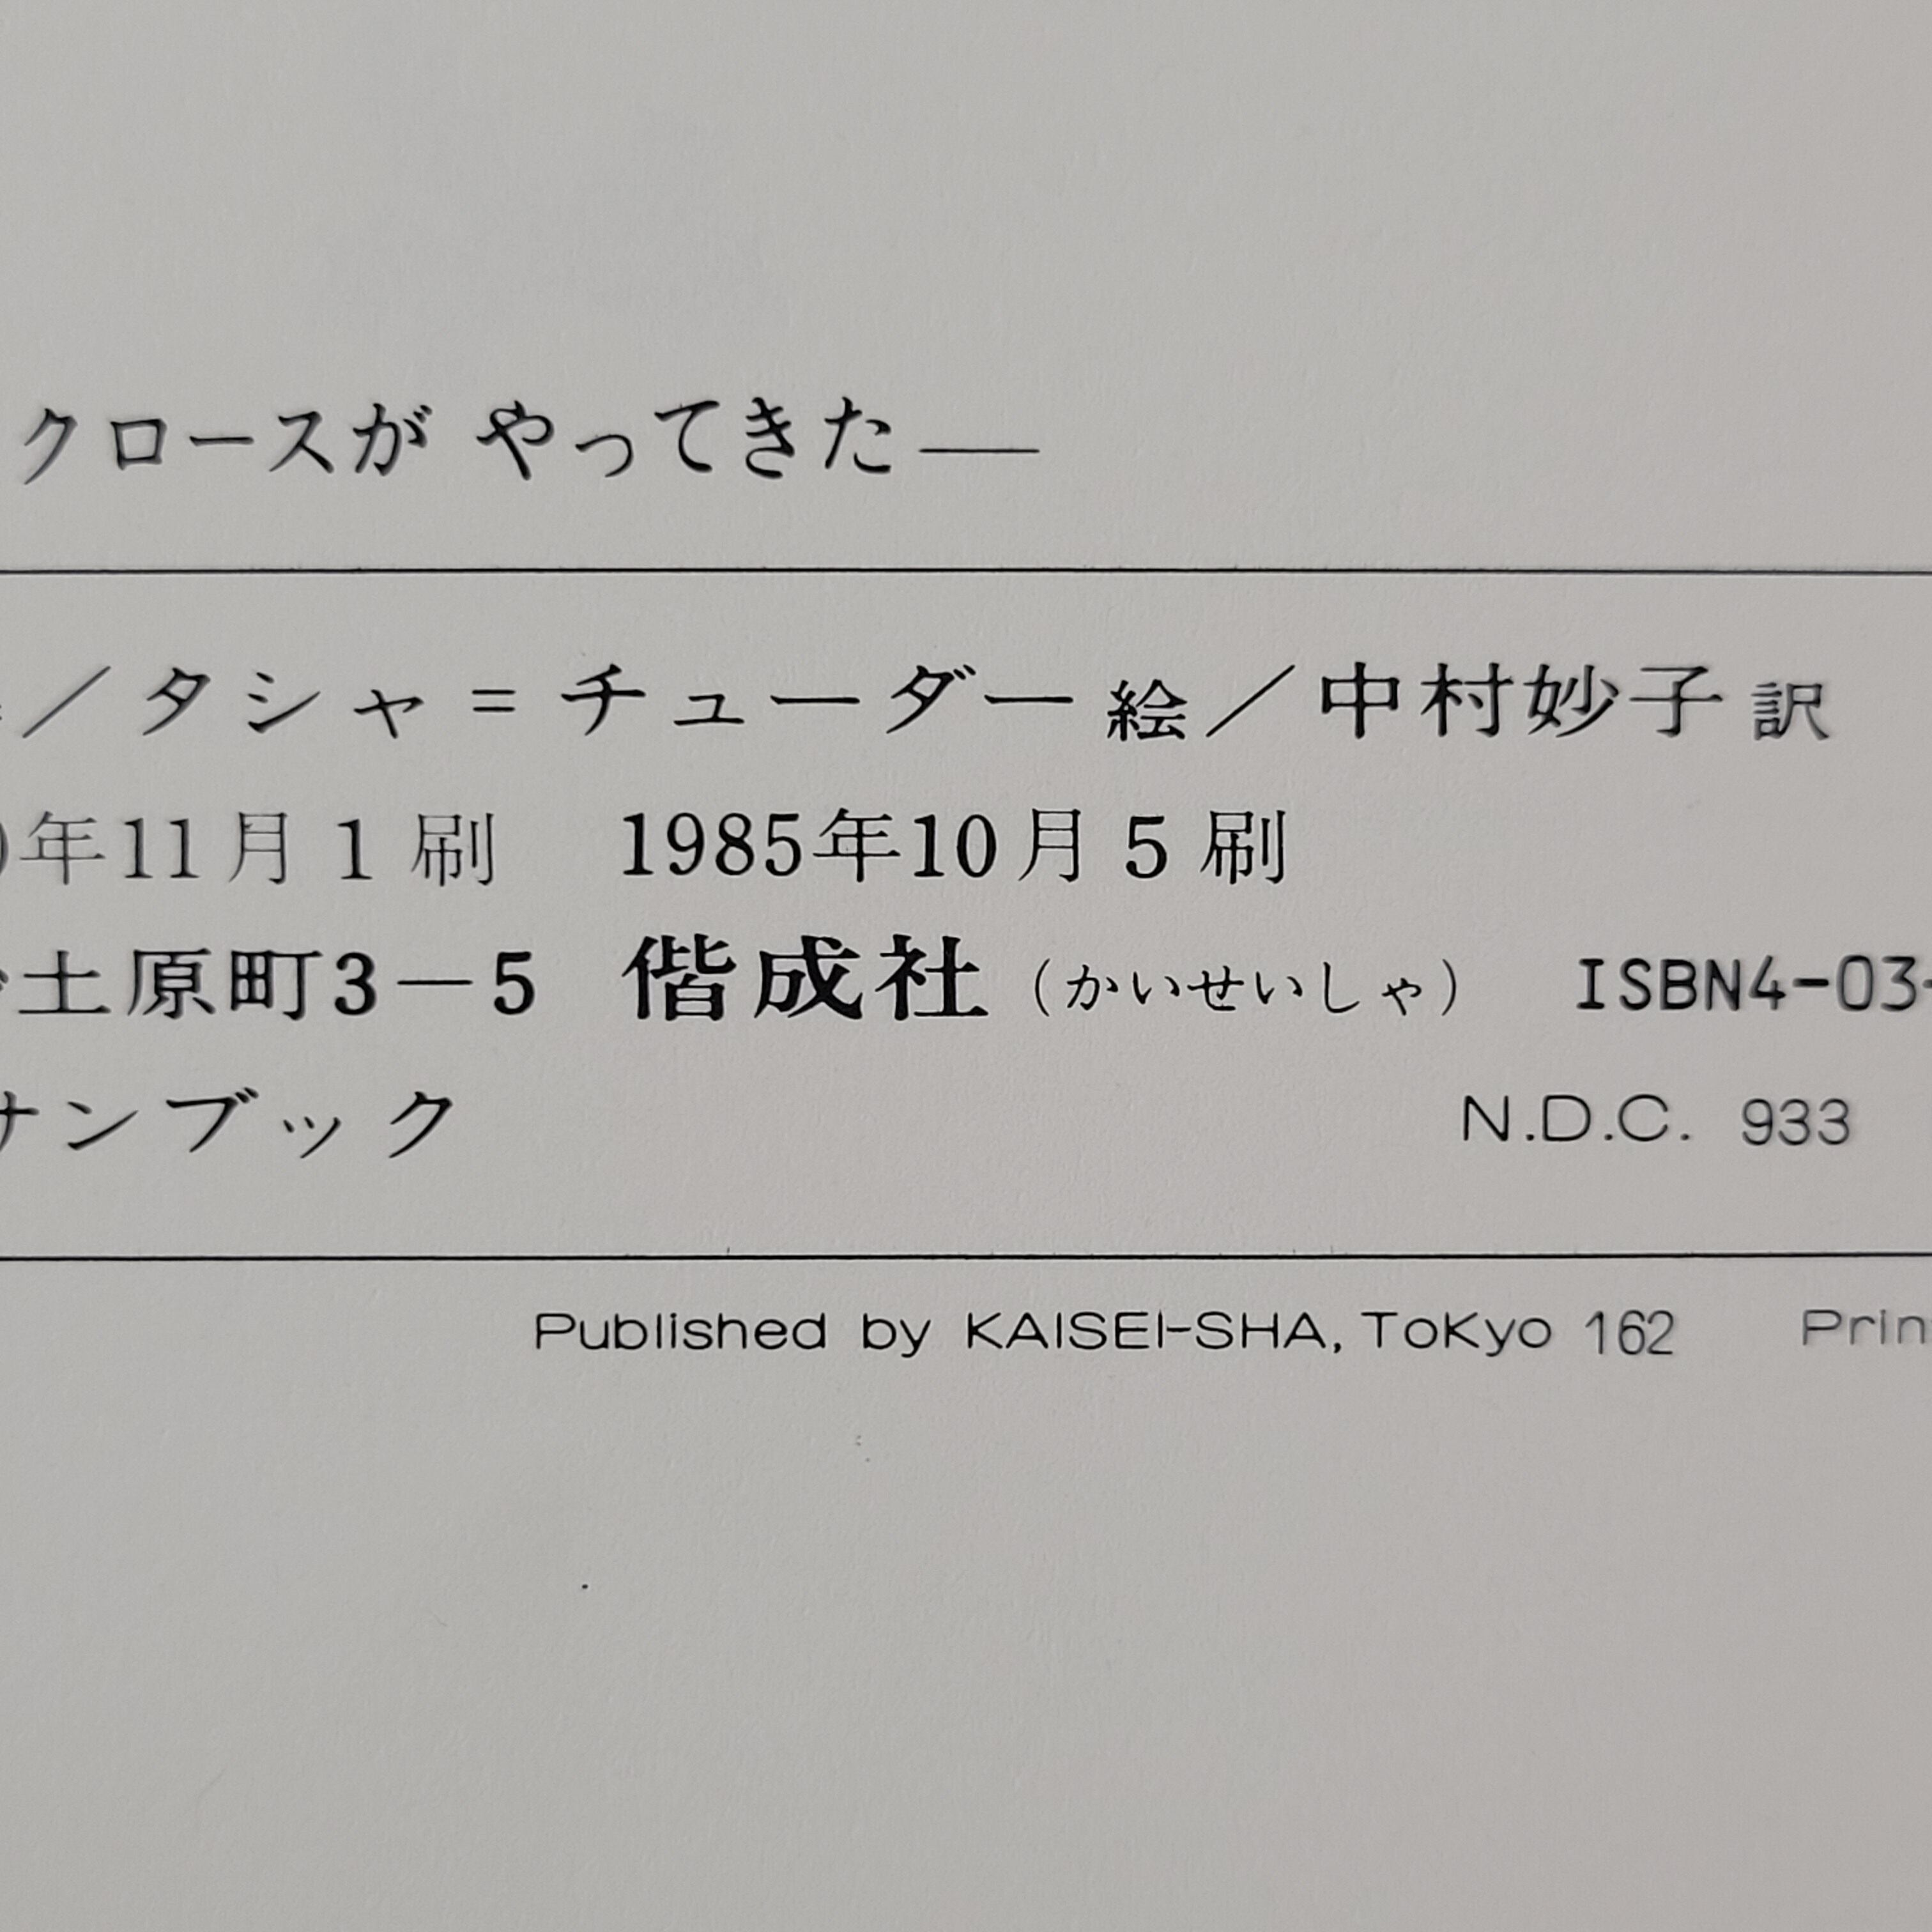 クロースが やってきた──
／タシャ＝チューダー 絵／中村妙子 訳
年11月1刷　1985年10月5刷
土原町3－5　偕成社（かいせいしゃ）　ISBN4-03-
サンブック　N.D.C. 933
Published by KAISEI-SHA, ToKyo 162　Prin